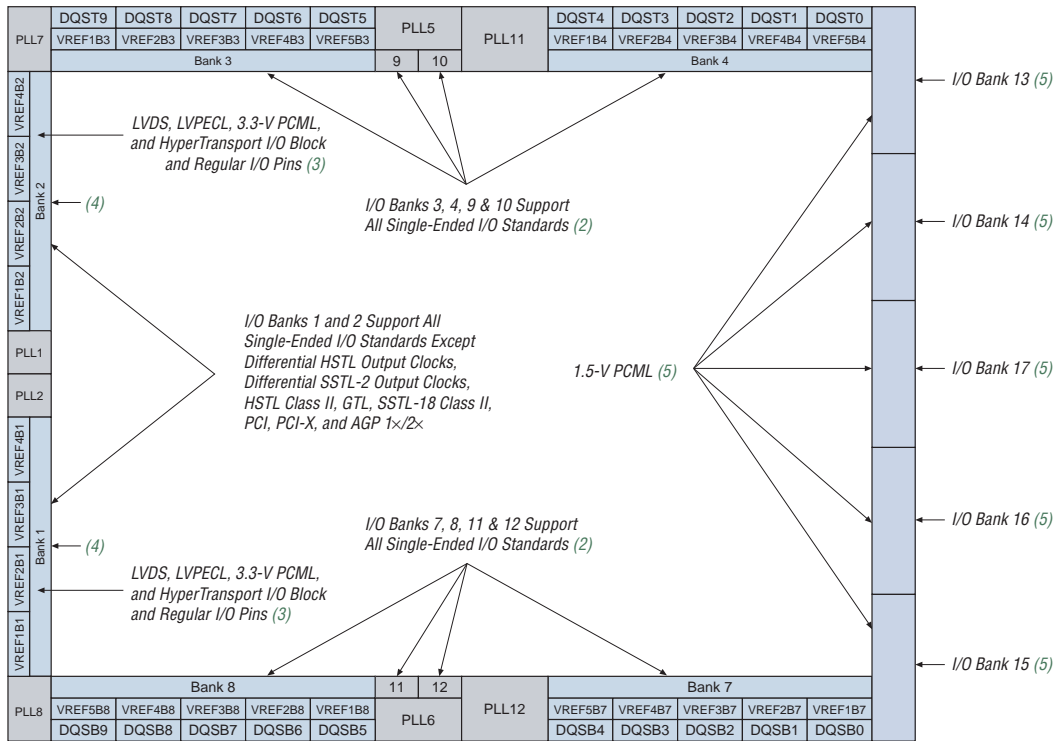 PLL7
DQST9 DQST8 DQST7 DQST6 DQST5
VREF1B3 VREF2B3 VREF3B3 VREF4B3 VREF5B3
Bank 3
PLL5
9 10
PLL11
DQST4 DQST3 DQST2 DQST1 DQST0
VREF1B4 VREF2B4 VREF3B4 VREF4B4 VREF5B4
Bank 4
I/O Bank 13 (5)
VREF4B2
VREF3B2
VREF2B2
VREF1B2
Bank 2
LVDS, LVPECL, 3.3-V PCML,
and HyperTransport I/O Block
and Regular I/O Pins (3)
(4)
I/O Banks 3, 4, 9 & 10 Support
All Single-Ended I/O Standards (2)
I/O Bank 14 (5)
PLL1
PLL2
I/O Banks 1 and 2 Support All
Single-Ended I/O Standards Except
Differential HSTL Output Clocks,
Differential SSTL-2 Output Clocks,
HSTL Class II, GTL, SSTL-18 Class II,
PCI, PCI-X, and AGP 1×/2×
1.5-V PCML (5)
I/O Bank 17 (5)
VREF4B1
VREF3B1
VREF2B1
VREF1B1
Bank 1
(4)
I/O Banks 7, 8, 11 & 12 Support
All Single-Ended I/O Standards (2)
I/O Bank 16 (5)
LVDS, LVPECL, 3.3-V PCML,
and HyperTransport I/O Block
and Regular I/O Pins (3)
I/O Bank 15 (5)
PLL8
Bank 8
VREF5B8 VREF4B8 VREF3B8 VREF2B8 VREF1B8
DQSB9 DQSB8 DQSB7 DQSB6 DQSB5
11 12
PLL6
PLL12
Bank 7
VREF5B7 VREF4B7 VREF3B7 VREF2B7 VREF1B7
DQSB4 DQSB3 DQSB2 DQSB1 DQSB0